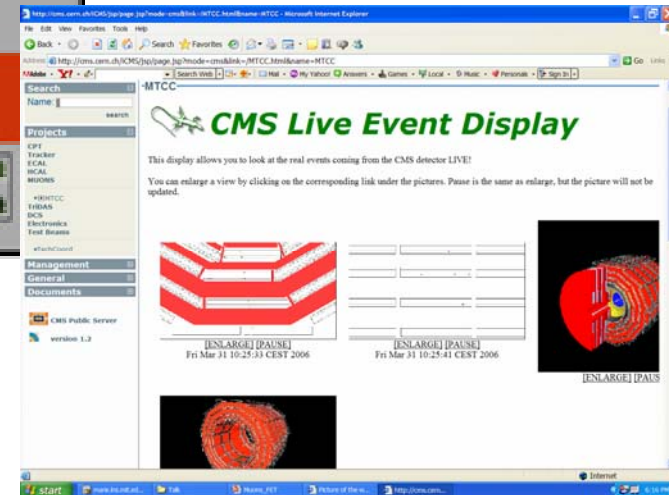 http://cms.cern.ch/iCMS/jsp/page.jsp?mode=cms&link=/MTCC.html&name=MTCC - Microsoft Internet Explorer
File Edit View Favorites Tools Help
Back Search Favorites
Address http://cms.cern.ch/iCMS/jsp/page.jsp?mode=cms&link=/MTCC.html&name=MTCC Go Links
Y! Search Web Mail My Yahoo! Answers Games Local Music Personals Sign In
Search
Name:
search
Projects
CPT
Tracker
ECAL
HCAL
MUONS
MTCC
TriDAS
DCS
Electronics
Test Beams
TechCoord
Management
General
Documents
CMS Public Server
version 1.2
MTCC
CMS Live Event Display
This display allows you to look at the real events coming from the CMS detector LIVE!
You can enlarge a view by clicking on the corresponding link under the pictures. Pause is the same as enlarge, but the picture will not be
updated.
[ENLARGE] [PAUSE]
Fri Mar 31 10:25:33 CEST 2006
[ENLARGE] [PAUSE]
Fri Mar 31 10:25:41 CEST 2006
[ENLARGE] [PAUS
Internet
start Talk Muons_PET Picture of the w... http://cms.cern... 6:16 PM